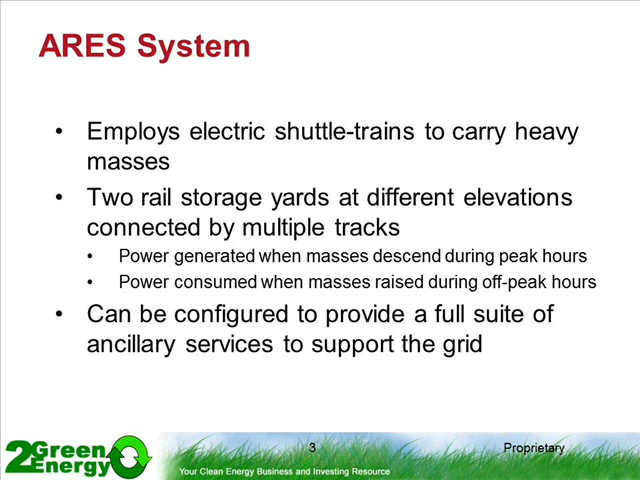 ARES System
• Employs electric shuttle-trains to carry heavy
masses
• Two rail storage yards at different elevations
connected by multiple tracks
• Power generated when masses descend during peak hours
• Power consumed when masses raised during off-peak hours
• Can be configured to provide a full suite of
ancillary services to support the grid
2Green
Energy
3
Proprietary
Your Clean Energy Business and Investing Resource